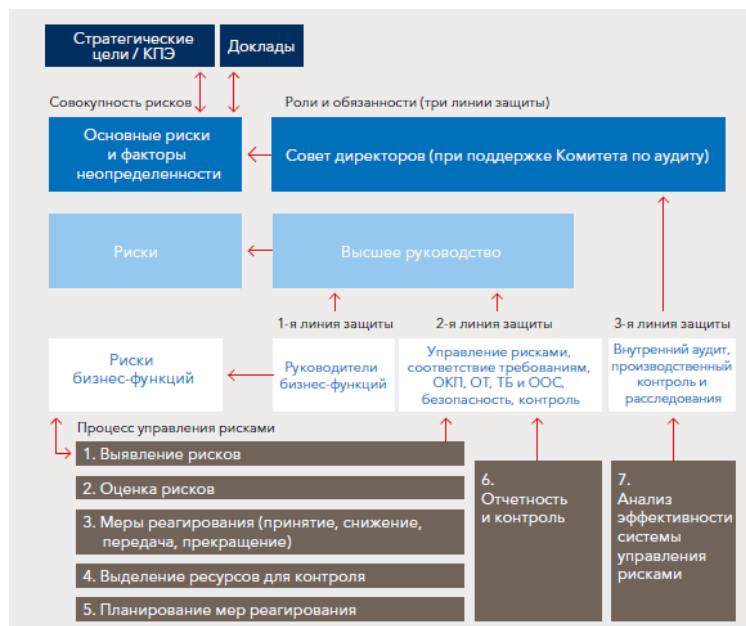 Стратегические
цели / КПЭ
Доклады
Совокупность рисков
Роли и обязанности (три линии защиты)
Основные риски
и факторы
неопределенности
Совет директоров (при поддержке Комитета по аудиту)
Риски
Высшее руководство
1-я линия защиты
2-я линия защиты
3-я линия защиты
Риски
бизнес-функций
Руководители
бизнес-функций
Управление рисками,
соответствие требованиям,
ОКП, ОТ, ТБ и ООС,
безопасность, контроль
Внутренний аудит,
производственный
контроль и
расследования
Процесс управления рисками
1. Выявление рисков
2. Оценка рисков
3. Меры реагирования (принятие, снижение,
передача, прекращение)
4. Выделение ресурсов для контроля
5. Планирование мер реагирования
6.
Отчетность
и контроль
7.
Анализ
эффективности
системы
управления
рисками